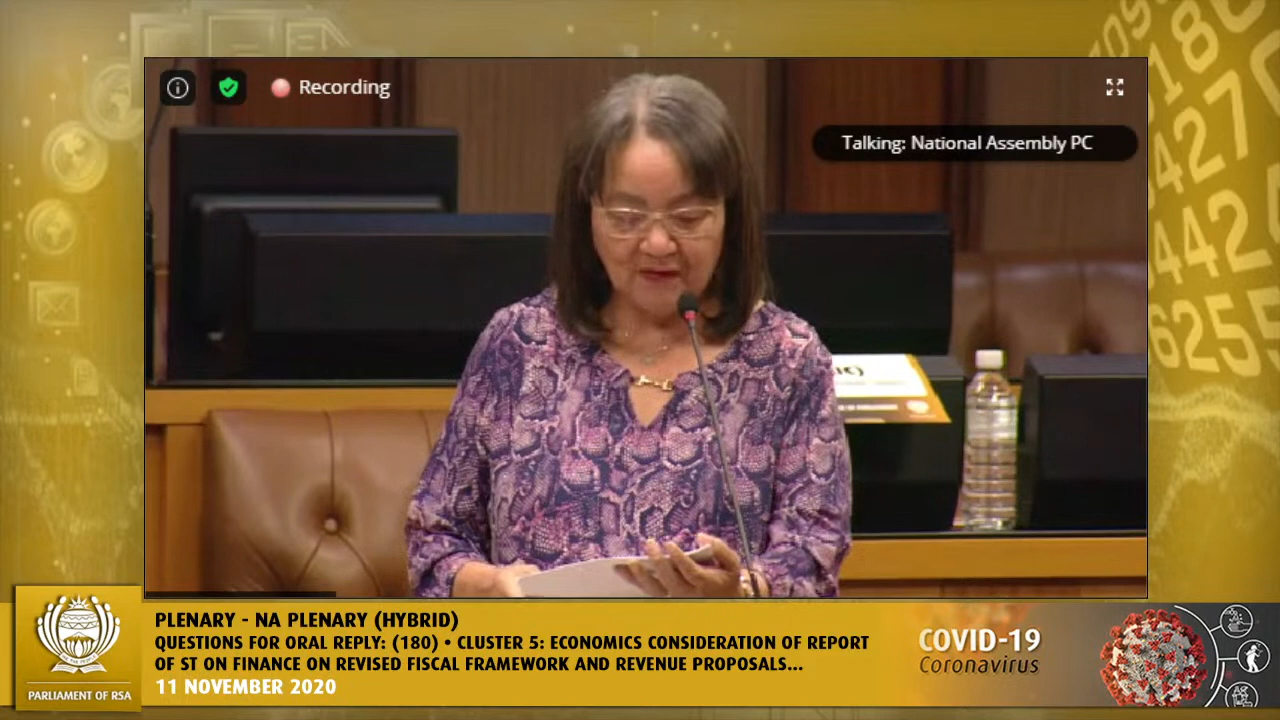 Recording
Talking: National Assembly PC
PLENARY - NA PLENARY (HYBRID)
QUESTIONS FOR ORAL REPLY: (180) • CLUSTER 5: ECONOMICS CONSIDERATION OF REPORT
OF ST ON FINANCE ON REVISED FISCAL FRAMEWORK AND REVENUE PROPOSALS...
11 NOVEMBER 2020
PARLIAMENT OF RSA
COVID-19
Coronavirus